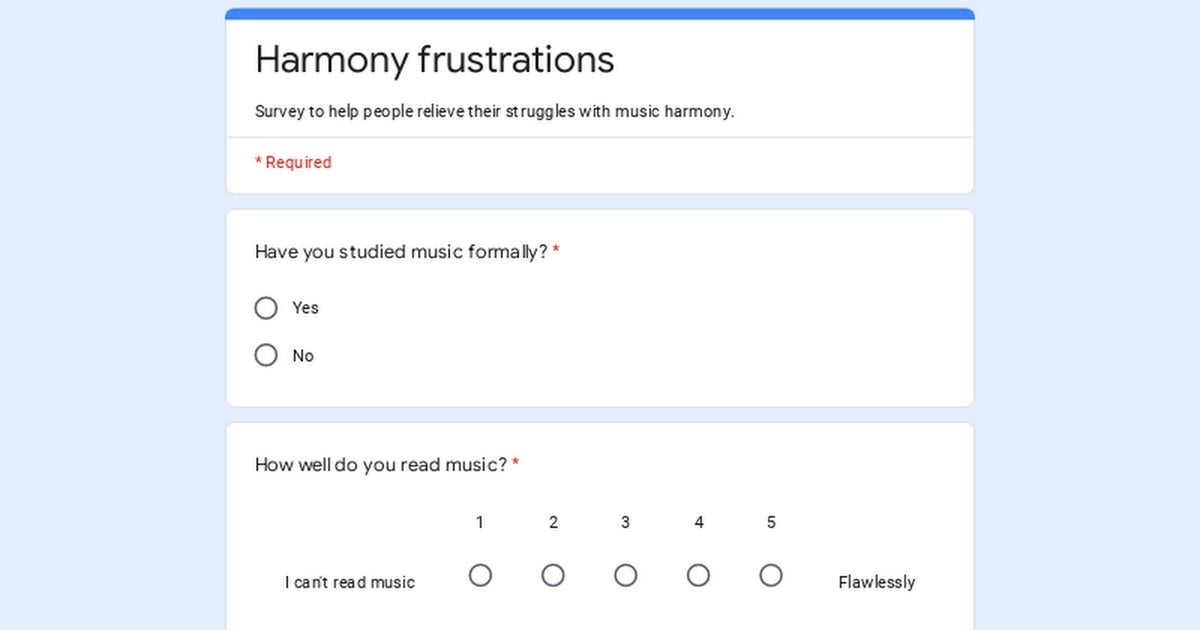 Harmony frustrations
Survey to help people relieve their struggles with music harmony.
* Required
Have you studied music formally? *
Yes
No
How well do you read music? *
1 2 3 4 5
I can't read music Flawlessly